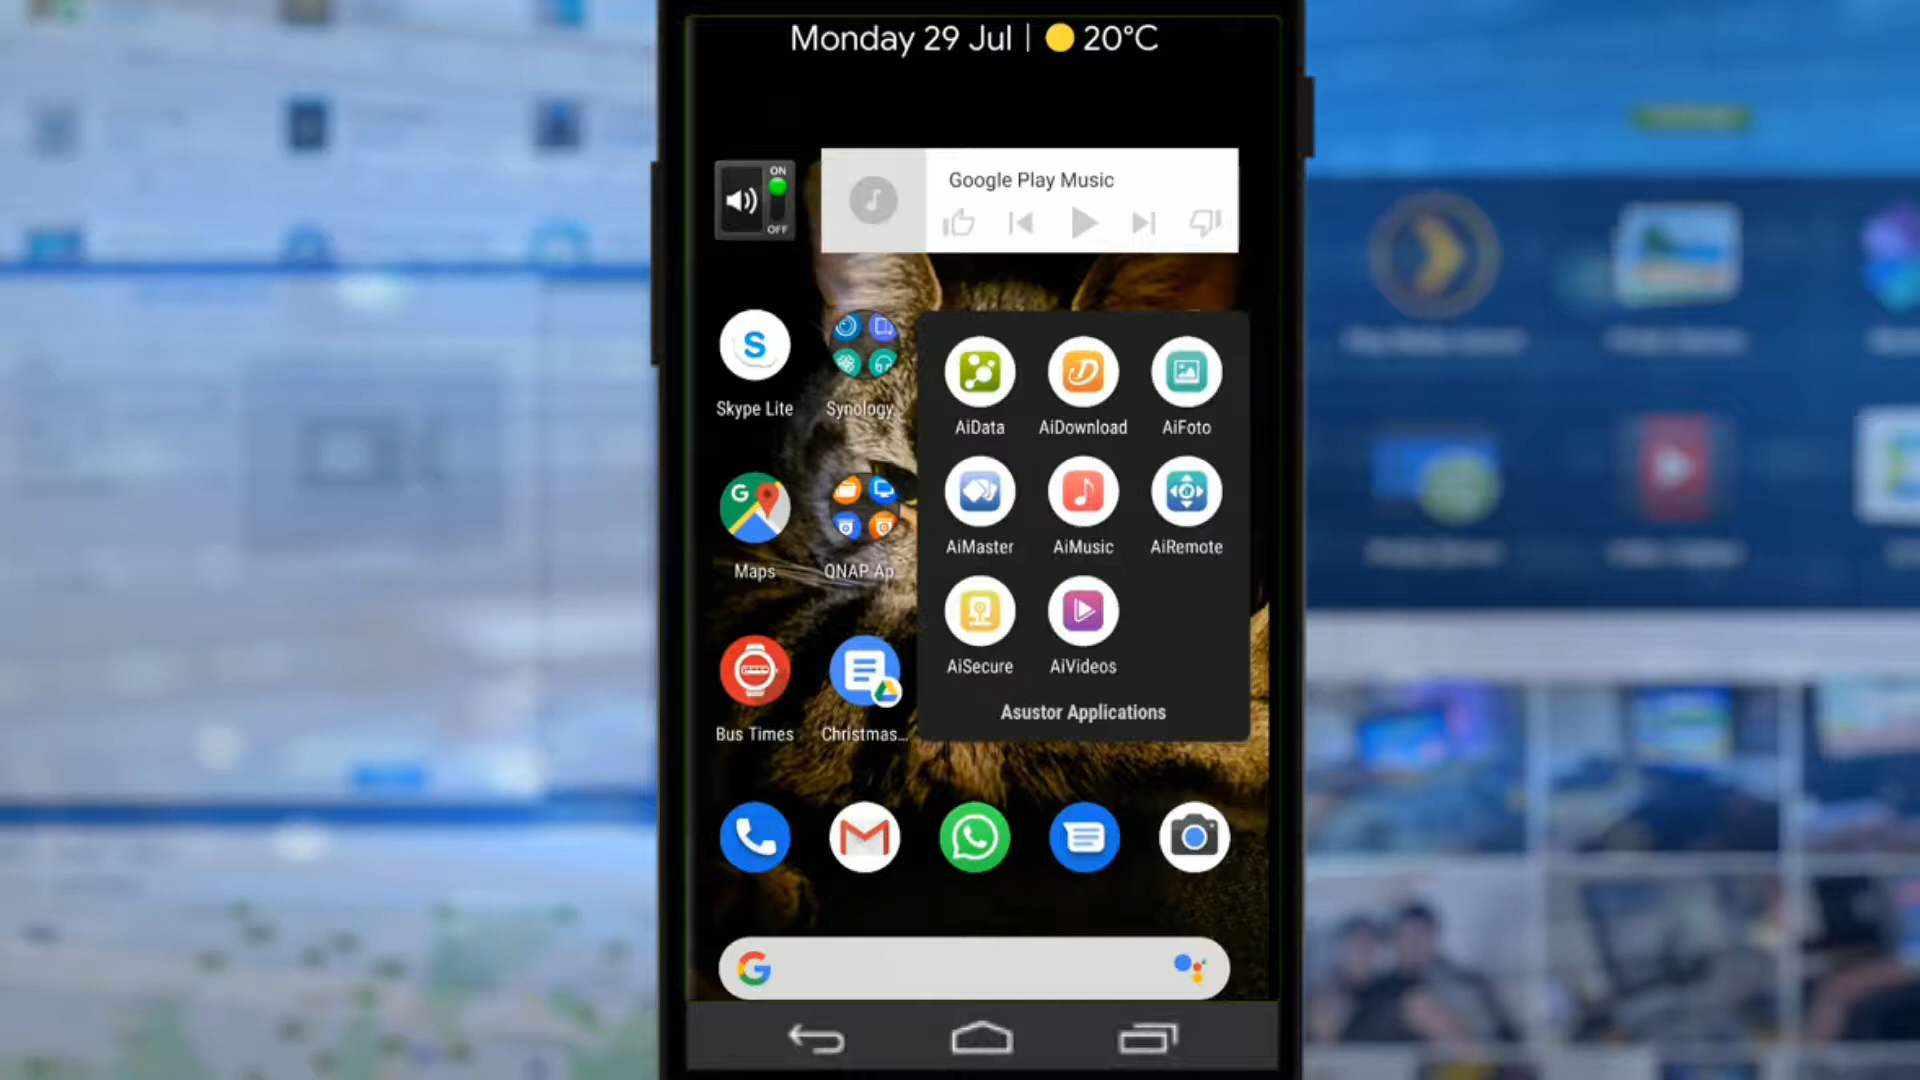 Monday 29 Jul | 20°C
ON
OFF
Google Play Music
Skype Lite
Synology...
AiData
AiDownload
AiFoto
AiMaster
AiMusic
AiRemote
Maps
QNAP Ap...
AiSecure
AiVideos
Asustor Applications
Bus Times
Christmas...